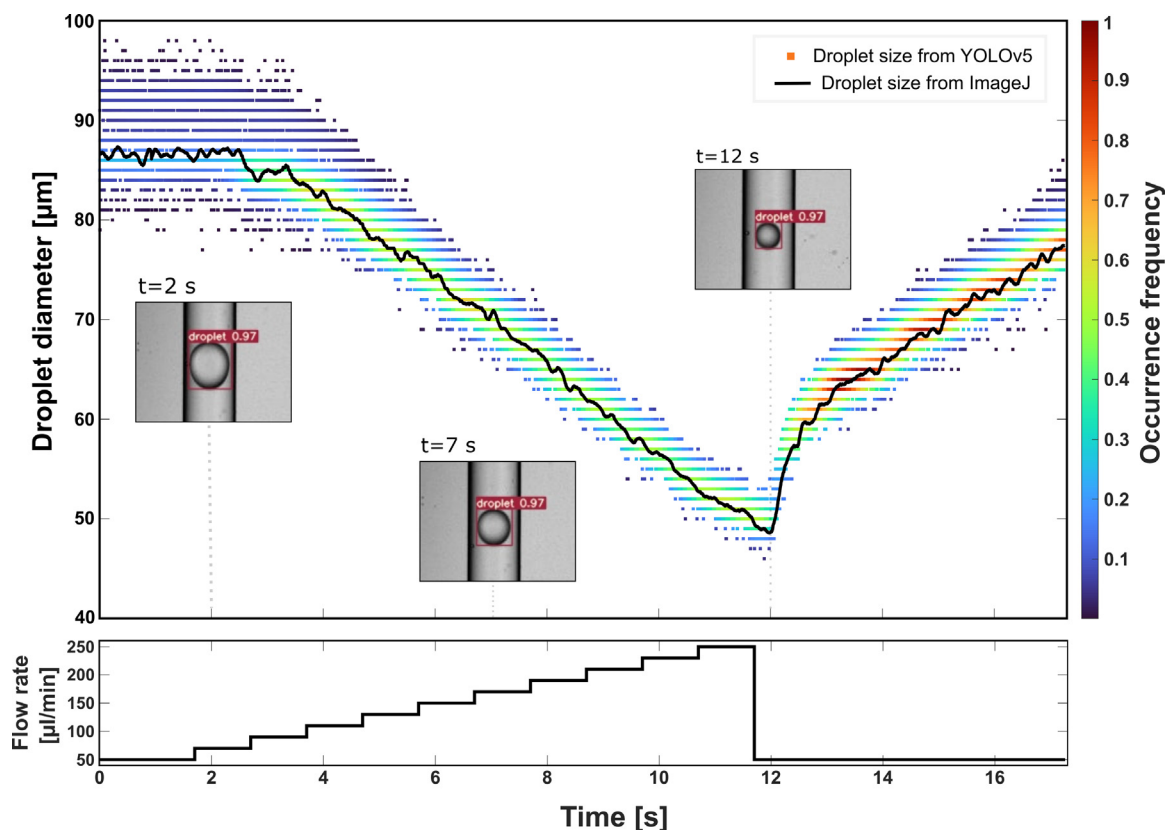 100
90
80
70
60
50
40
Droplet diameter [µm]
Droplet size from YOLOv5
Droplet size from ImageJ
t=2 s
droplet 0.97
t=7 s
droplet 0.97
t=12 s
droplet 0.97
1
0.9
0.8
0.7
0.6
0.5
0.4
0.3
0.2
0.1
Occurrence frequency
250
200
150
100
50
Flow rate
[µl/min]
0 2 4 6 8 10 12 14 16
Time [s]